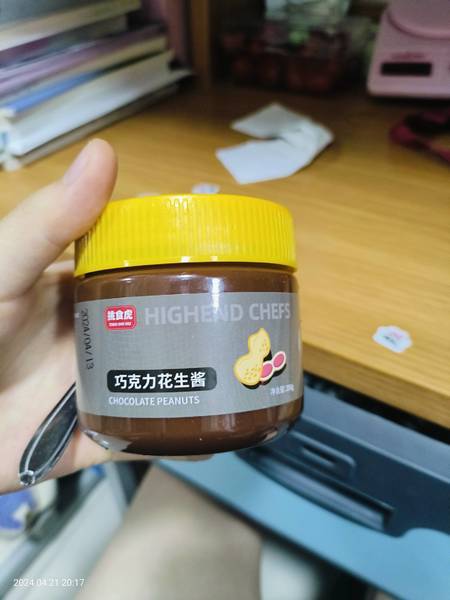 挑食虎
HIGHEND CHEFS
2024/04/13
巧克力花生酱
CHOCOLATE PEANUTS
2024.04.21 20:17